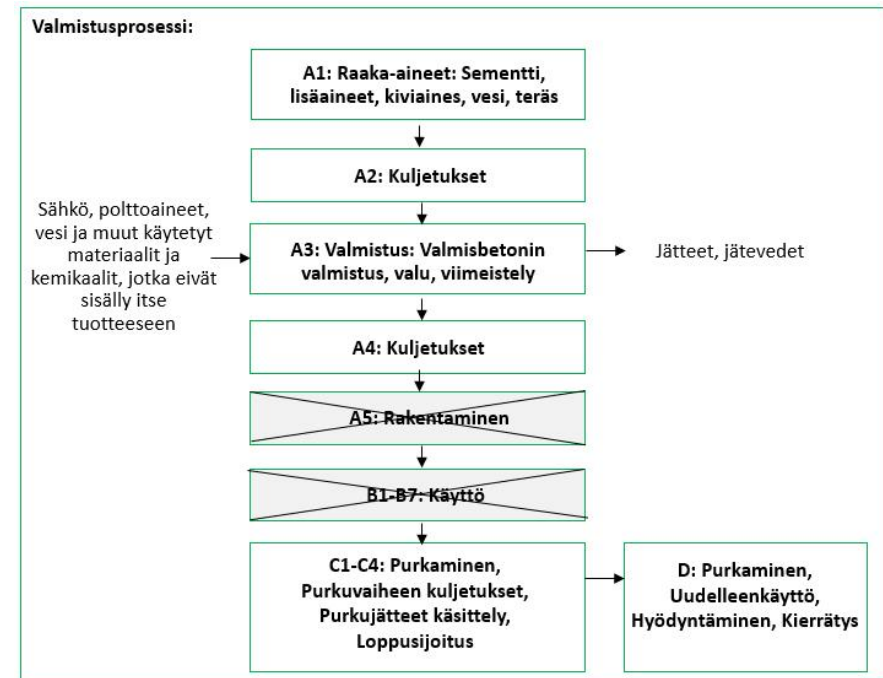 Valmistusprosessi:
A1: Raaka-aineet: Sementti,
lisäaineet, kiviaines, vesi, teräs
A2: Kuljetukset
Sähkö, polttoaineet,
vesi ja muut käytetyt
materiaalit ja
kemikaalit, jotka eivät
sisälly itse
tuotteeseen
A3: Valmistus: Valmisbetonin
valmistus, valu, viimeistely
Jätteet, jätevedet
A4: Kuljetukset
A5: Rakentaminen
B1-B7: Käyttö
C1-C4: Purkaminen,
Purkuvaiheen kuljetukset,
Purkujätteet käsittely,
Loppusijoitus
D: Purkaminen,
Uudelleenkäyttö,
Hyödyntäminen, Kierrätys